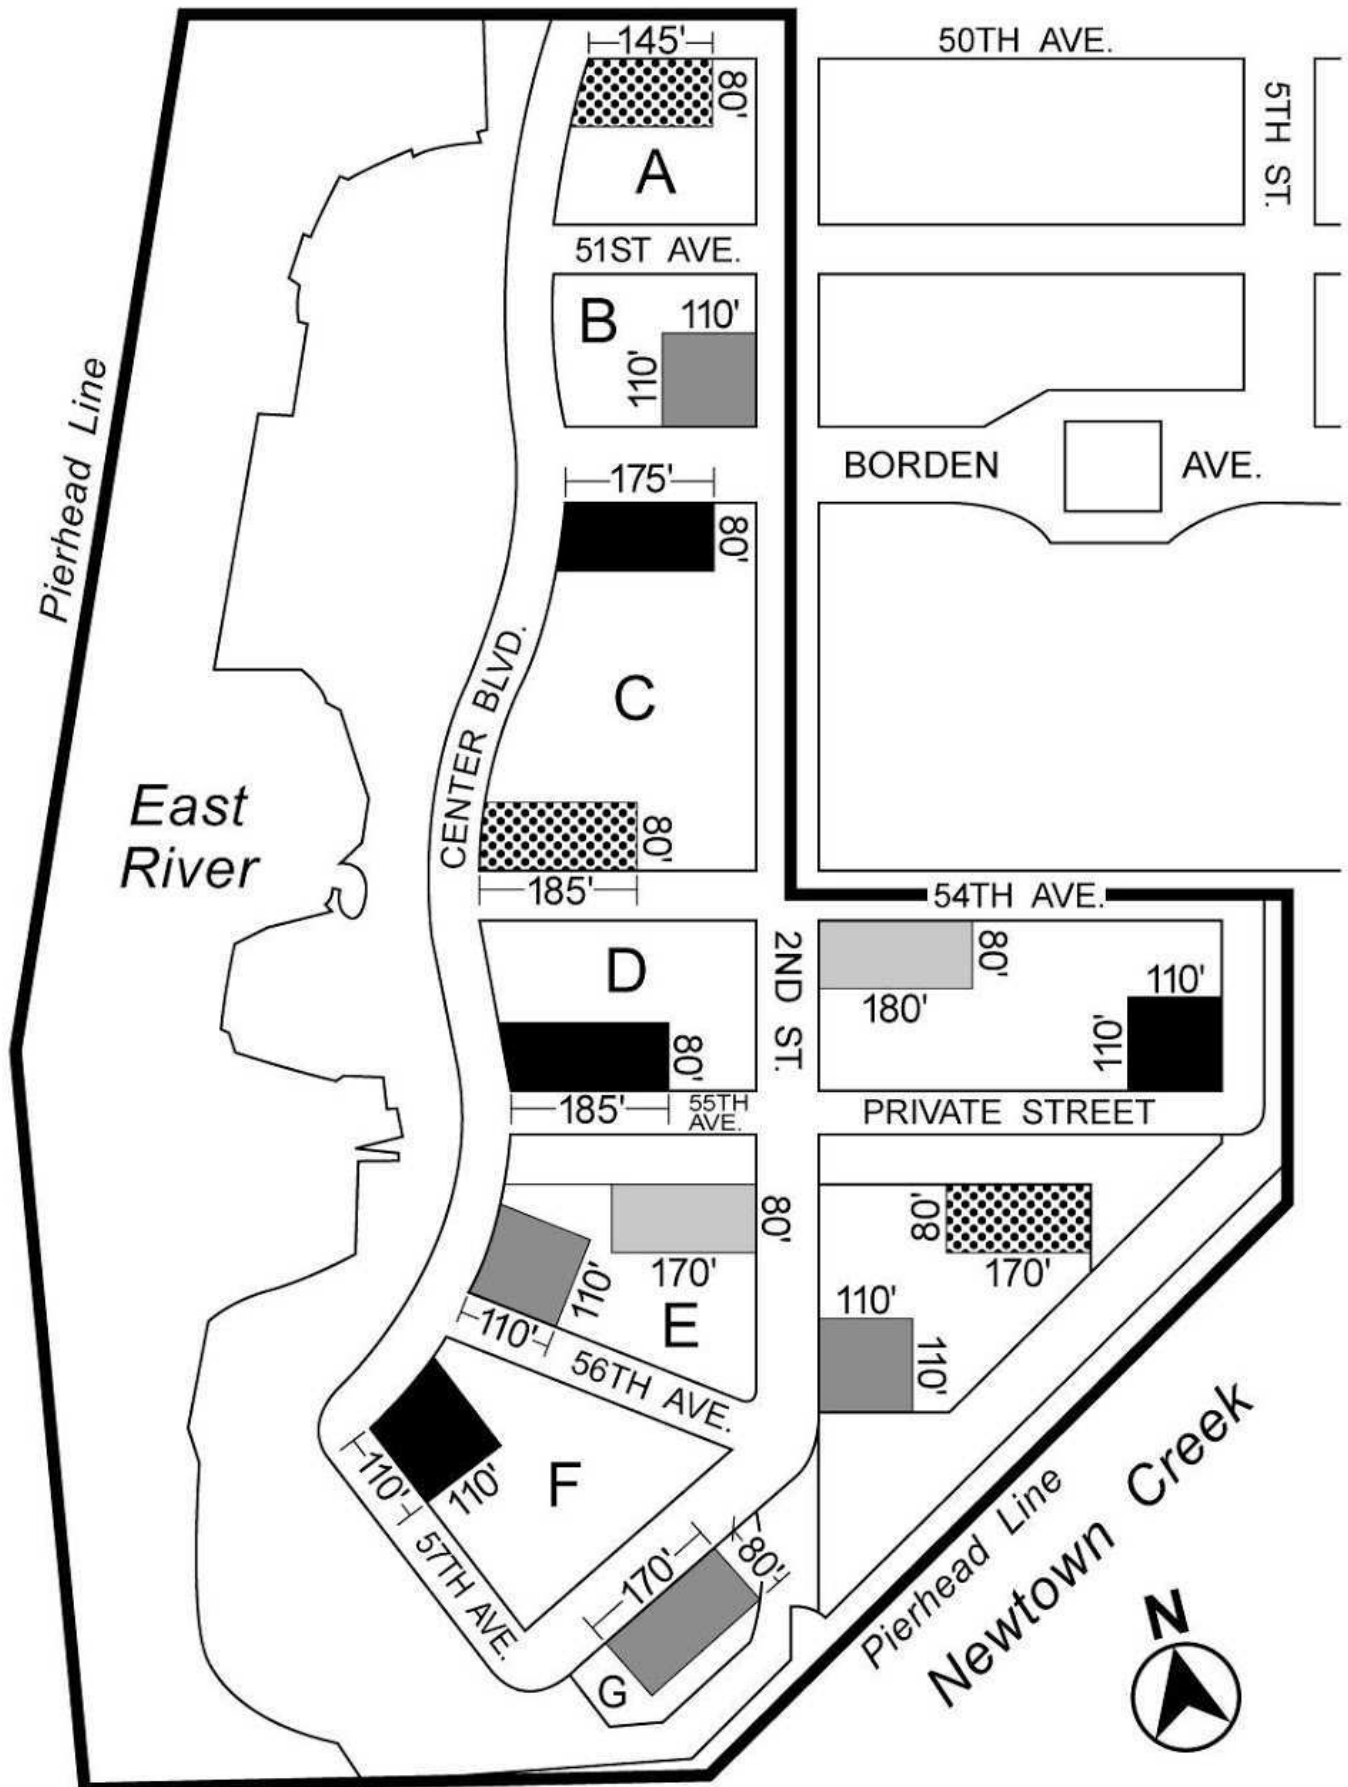 145'
50TH AVE.
80'
5TH ST.
A
51ST AVE.
B
110'
110'
Pierhead Line
BORDEN AVE.
175'
80'
C
CENTER BLVD.
East
River
80'
185'
54TH AVE.
D
2ND ST.
80'
180'
110'
110'
80'
185'
55TH
AVE.
PRIVATE STREET
80'
170'
80'
170'
110'
110'
E
110'
110'
56TH AVE.
110'
110'
F
57TH AVE.
170'
80'
G
Pierhead Line
Newtown Creek
N